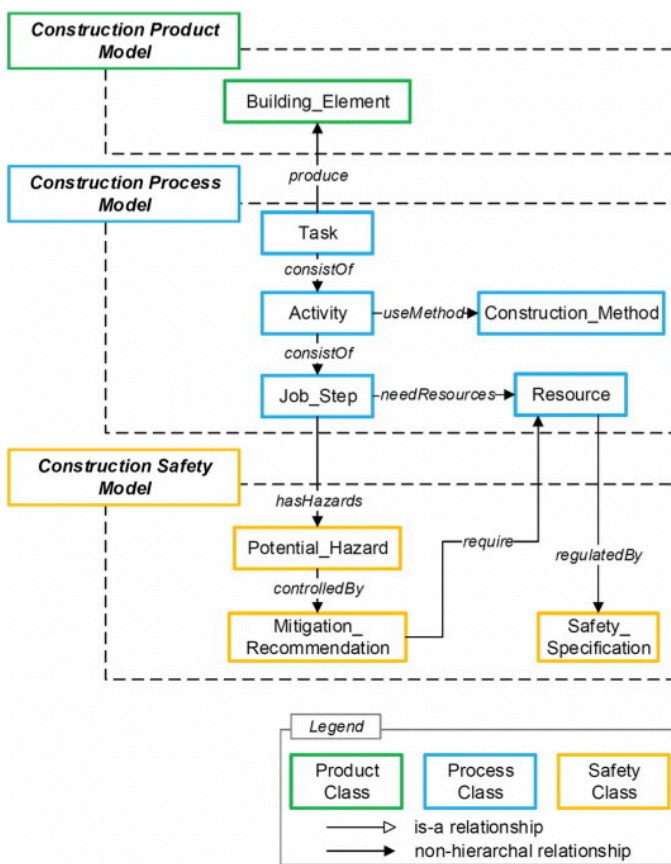 Construction Product
Model
Building_Element
produce
Construction Process
Model
Task
consistOf
Activity
useMethod
Construction_Method
consistOf
Job_Step
needResources
Resource
Construction Safety
Model
hasHazards
Potential_Hazard
require
regulatedBy
controlledBy
Mitigation_
Recommendation
Safety_
Specification
Legend
Product
Class
Process
Class
Safety
Class
is-a relationship
non-hierarchal relationship